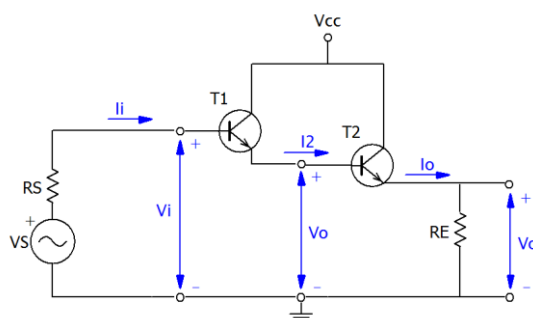 Vcc
T1
Ii
I2
T2
Io
+
+
+
RS
+
VS
Vi
Vo
RE
Vo
-
-
-